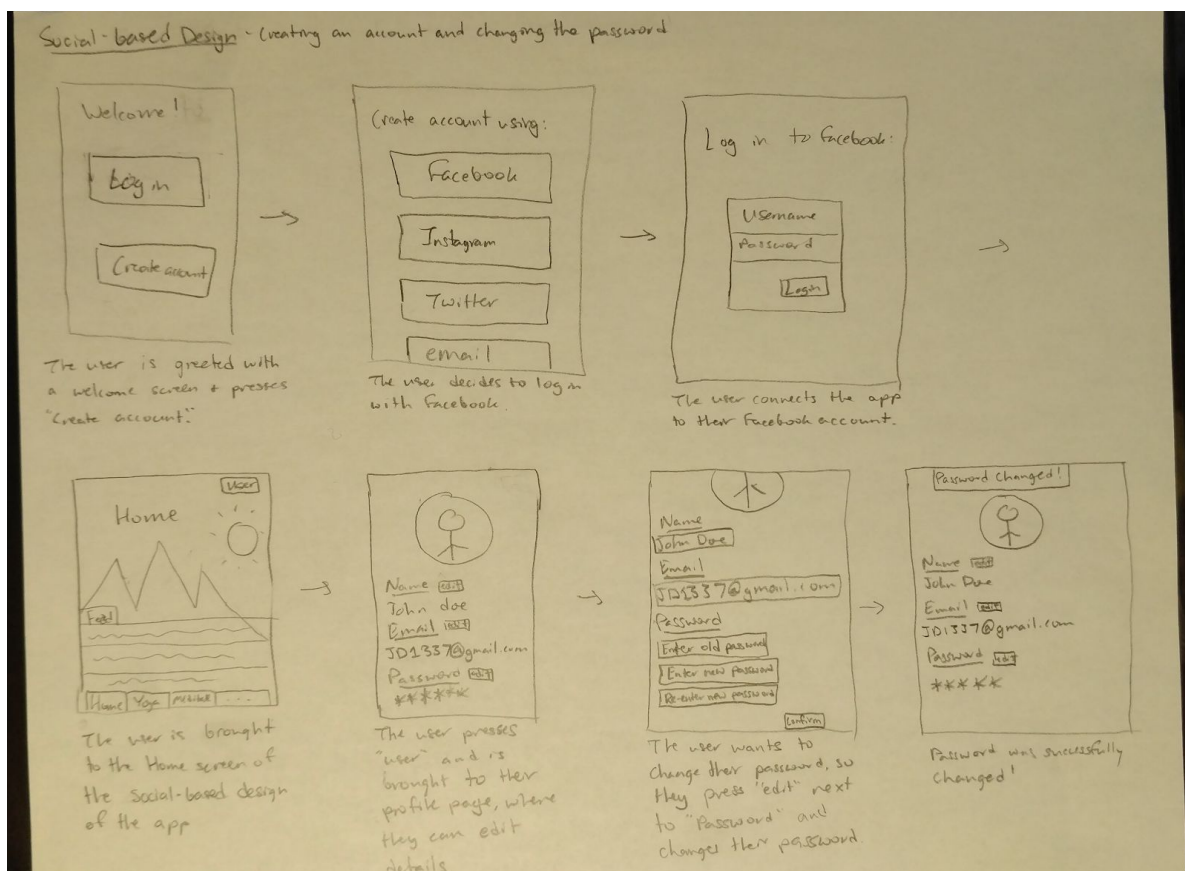 Social-based Design - Creating an account and changing the password
Welcome!
Log in
Create account
The user is greeted with
a welcome screen + presses
"Create account."
Create account using:
Facebook
Instagram
Twitter
email
The user decides to log in
with Facebook.
Log in to Facebook:
Username
Password
Login
The user connects the app
to their Facebook account.
User
Home
Feed
Home Yoga ...
The user is brought
to the Home screen of
the Social-based design
of the app
Name edit
John doe
Email edit
JD1337@gmail.com
Password edit
******
The user presses
"user" and is
brought to their
profile page, where
they can edit
details
Name
John Doe
Email
JD1337@gmail.com
Password
Enter old password
Enter new password
Re-enter new password
Confirm
The user wants to
change their password, so
they press "edit" next
to "Password" and
changes their password.
Password Changed!
Name edit
John Doe
Email edit
JD1337@gmail.com
Password edit
*****
Password was successfully
changed!